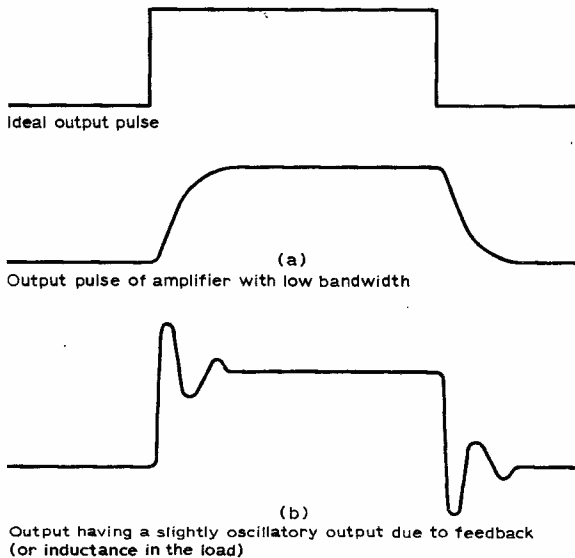 Ideal output pulse
(a)
Output pulse of amplifier with low bandwidth
(b)
Output having a slightly oscillatory output due to feedback
(or inductance in the load)